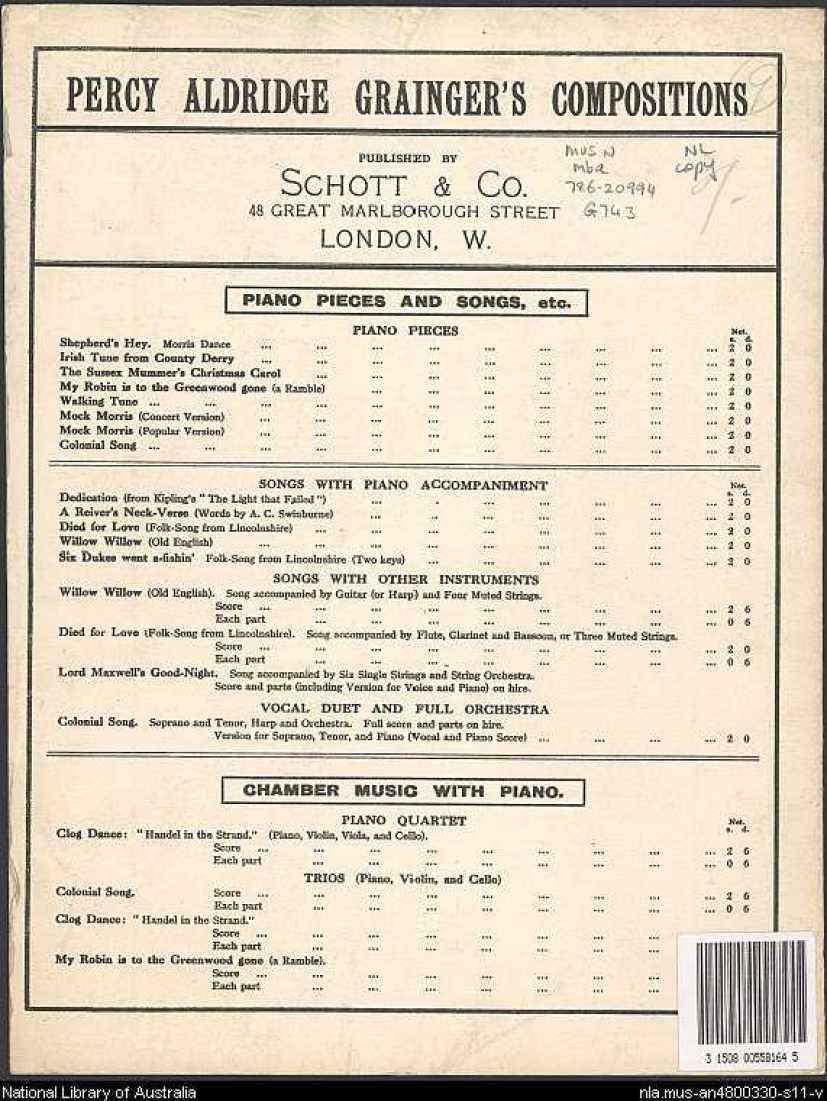 PERCY ALDRIDGE GRAINGER'S COMPOSITIONS
PUBLISHED BY
SCHOTT & CO.
48 GREAT MARLBOROUGH STREET
LONDON, W.
MUS N
mba
786-20994
G743
NL
copy
PIANO PIECES AND SONGS, etc.
PIANO PIECES
Net.
s. d.
Shepherd's Hey. Morris Dance ... ... ... ... ... ... ... ... ... 2 0
Irish Tune from County Derry ... ... ... ... ... ... ... ... ... 2 0
The Sussex Mummer's Christmas Carol ... ... ... ... ... ... ... ... 2 0
My Robin is to the Greenwood gone (a Ramble) ... ... ... ... ... ... ... 2 0
Walking Tune ... ... ... ... ... ... ... ... ... ... ... 2 0
Mock Morris (Concert Version) ... ... ... ... ... ... ... ... ... 2 0
Mock Morris (Popular Version) ... ... ... ... ... ... ... ... ... 2 0
Colonial Song ... ... ... ... ... ... ... ... ... ... ... 2 0
SONGS WITH PIANO ACCOMPANIMENT
Net.
s. d.
Dedication (from Kipling's "The Light that Failed") ... . ... ... ... ... ... 2 0
A Reiver's Neck-Verse (Words by A. C. Swinburne) ... .. ... ... ... ... ... 2 0
Died for Love (Folk-Song from Lincolnshire) ... ... ... ... ... ... ... ... 2 0
Willow Willow (Old English) ... ... ... ... ... ... ... ... ... 2 0
Six Dukes went a-fishin' Folk-Song from Lincolnshire (Two keys) ... ... ... ... ... ... 2 0
SONGS WITH OTHER INSTRUMENTS
Willow Willow (Old English). Song accompanied by Guitar (or Harp) and Four Muted Strings.
Score ... ... ... ... ... ... ... ... ... 2 6
Each part ... ... ... ... ... ... ... ... 0 6
Died for Love (Folk-Song from Lincolnshire). Song accompanied by Flute, Clarinet and Bassoon, or Three Muted Strings.
Score ... ... ... ... ... ... ... ... ... 2 0
Each part ... ... ... ... ... ... ... ... 0 6
Lord Maxwell's Good-Night. Song accompanied by Six Single Strings and String Orchestra.
Score and parts (including Version for Voice and Piano) on hire.
VOCAL DUET AND FULL ORCHESTRA
Colonial Song. Soprano and Tenor, Harp and Orchestra. Full score and parts on hire.
Version for Soprano, Tenor, and Piano (Vocal and Piano Score) ... ... ... ... 2 0
CHAMBER MUSIC WITH PIANO.
PIANO QUARTET
Net.
s. d.
Clog Dance: "Handel in the Strand." (Piano, Violin, Viola, and Cello).
Score ... ... ... ... ... ... ... ... ... 2 6
Each part ... ... ... ... ... ... ... ... 0 6
TRIOS (Piano, Violin, and Cello)
Colonial Song. Score ... ... ... ... ... ... ... ... ... 2 6
Each part ... ... ... ... ... ... ... ... 0 6
Clog Dance: "Handel in the Strand."
Score ... ... ... ... ... ... ... ...
Each part ... ... ... ... ... ... ...
My Robin is to the Greenwood gone (a Ramble).
Score ... ... ... ... ... ... ... ...
Each part ... ... ... ... ... ... ...
3 1508 00558164 5
National Library of Australia
nla.mus-an4800330-s11-v